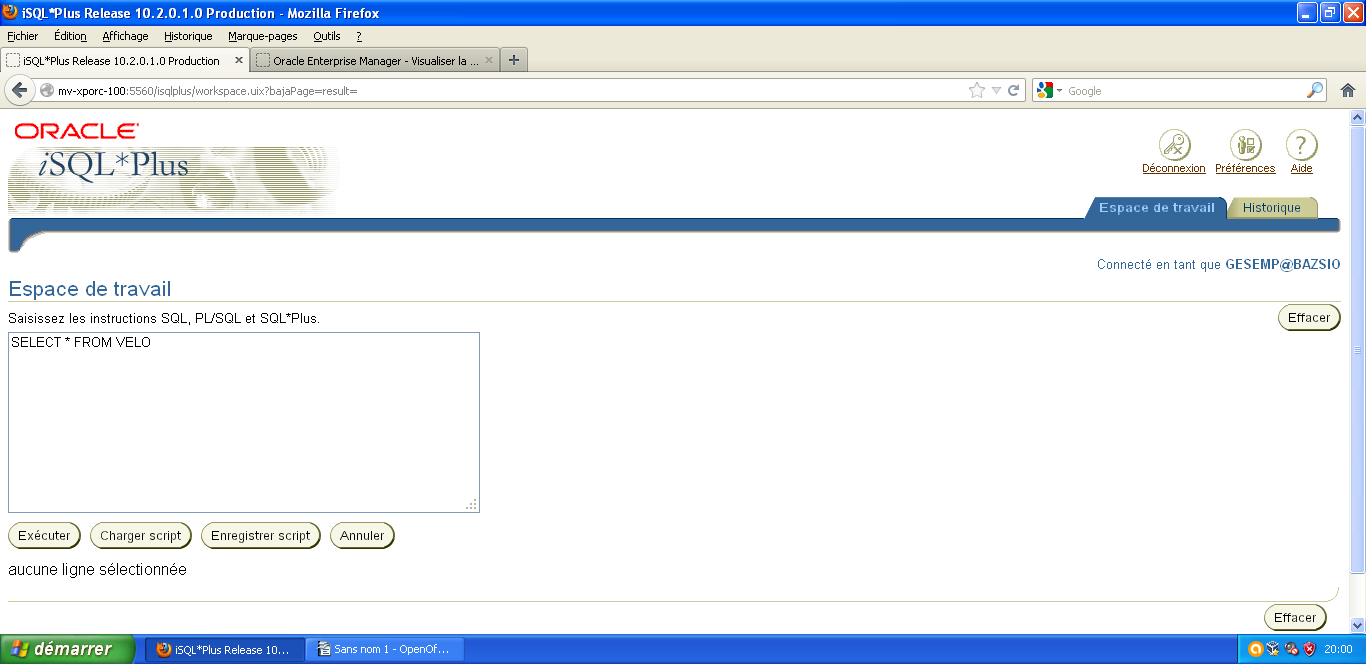 iSQL*Plus Release 10.2.0.1.0 Production - Mozilla Firefox
Fichier Édition Affichage Historique Marque-pages Outils ?
iSQL*Plus Release 10.2.0.1.0 Production × Oracle Enterprise Manager - Visualiser la ... × +
mv-xporc-100:5560/isqlplus/workspace.uix?bajaPage=result= Google
ORACLE
iSQL*Plus
Déconnexion Préférences Aide
Espace de travail Historique
Connecté en tant que GESEMP@BAZSIO
Espace de travail
Saisissez les instructions SQL, PL/SQL et SQL*Plus.
Effacer
SELECT * FROM VELO
Exécuter Charger script Enregistrer script Annuler
aucune ligne sélectionnée
Effacer
démarrer iSQL*Plus Release 10... Sans nom 1 - OpenOf... 20:00